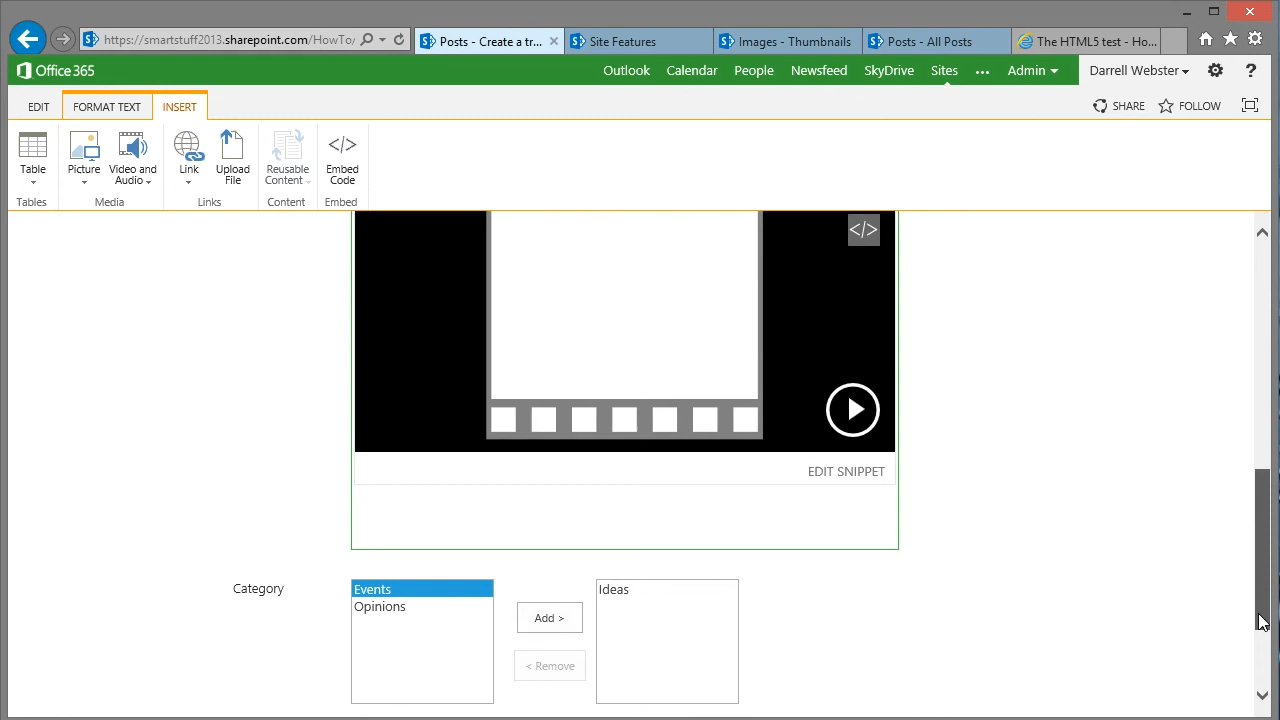 https://smartstuff2013.sharepoint.com/HowTo/
Posts - Create a tr...
Site Features
Images - Thumbnails
Posts - All Posts
The HTML5 test - Ho...
Office 365
Outlook Calendar People Newsfeed SkyDrive Sites ... Admin Darrell Webster ?
EDIT FORMAT TEXT INSERT SHARE FOLLOW
Table Picture Video and Audio Link Upload File Reusable Content Embed Code
Tables Media Links Content Embed
</>
EDIT SNIPPET
Category
Events
Opinions
Add >
< Remove
Ideas